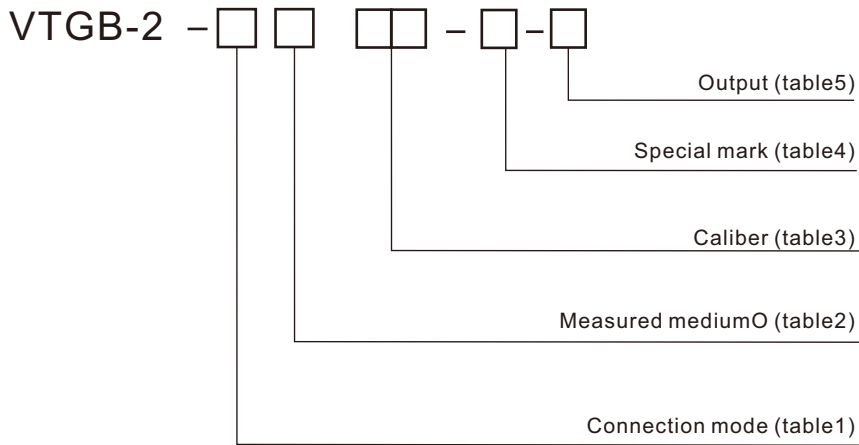 VTGB-2 – □ □ □□ – □ – □
Output (table5)
Special mark (table4)
Caliber (table3)
Measured mediumO (table2)
Connection mode (table1)